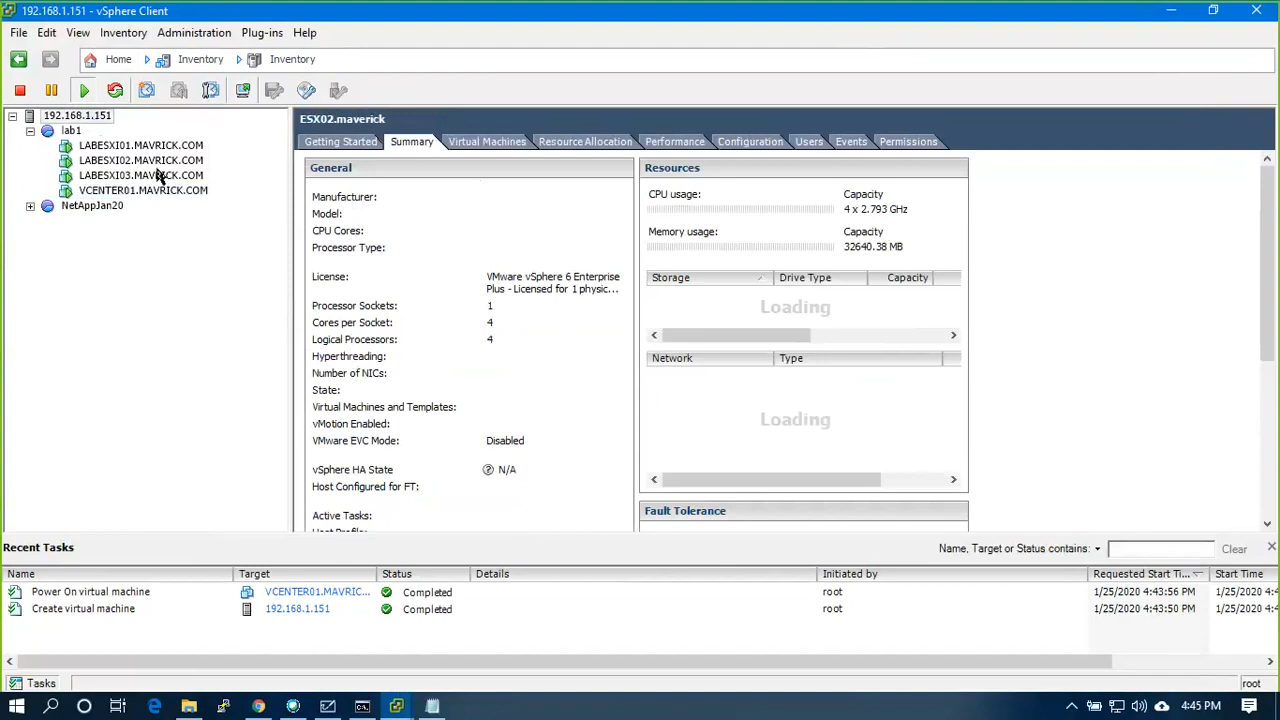 192.168.1.151 - vSphere Client
File Edit View Inventory Administration Plug-ins Help
Home Inventory Inventory
192.168.1.151
lab1
LABESXI01.MAVRICK.COM
LABESXI02.MAVRICK.COM
LABESXI03.MAVRICK.COM
VCENTER01.MAVRICK.COM
NetAppJan20
ESX02.maverick
Getting Started Summary Virtual Machines Resource Allocation Performance Configuration Users Events Permissions
General
Manufacturer:
Model:
CPU Cores:
Processor Type:
License: VMware vSphere 6 Enterprise
Plus - Licensed for 1 physic...
Processor Sockets: 1
Cores per Socket: 4
Logical Processors: 4
Hyperthreading:
Number of NICs:
State:
Virtual Machines and Templates:
vMotion Enabled:
VMware EVC Mode: Disabled
vSphere HA State N/A
Host Configured for FT:
Active Tasks:
Host Profile:
Resources
CPU usage: Capacity
4 x 2.793 GHz
Memory usage: Capacity
32640.38 MB
Storage Drive Type Capacity
Loading
Network Type
Loading
Fault Tolerance
Recent Tasks
Name, Target or Status contains: Clear
Name Target Status Details Initiated by Requested Start Ti... Start Time
Power On virtual machine VCENTER01.MAVRIC... Completed root 1/25/2020 4:43:56 PM 1/25/2020 4:4
Create virtual machine 192.168.1.151 Completed root 1/25/2020 4:43:50 PM 1/25/2020 4:4
Tasks root
4:45 PM